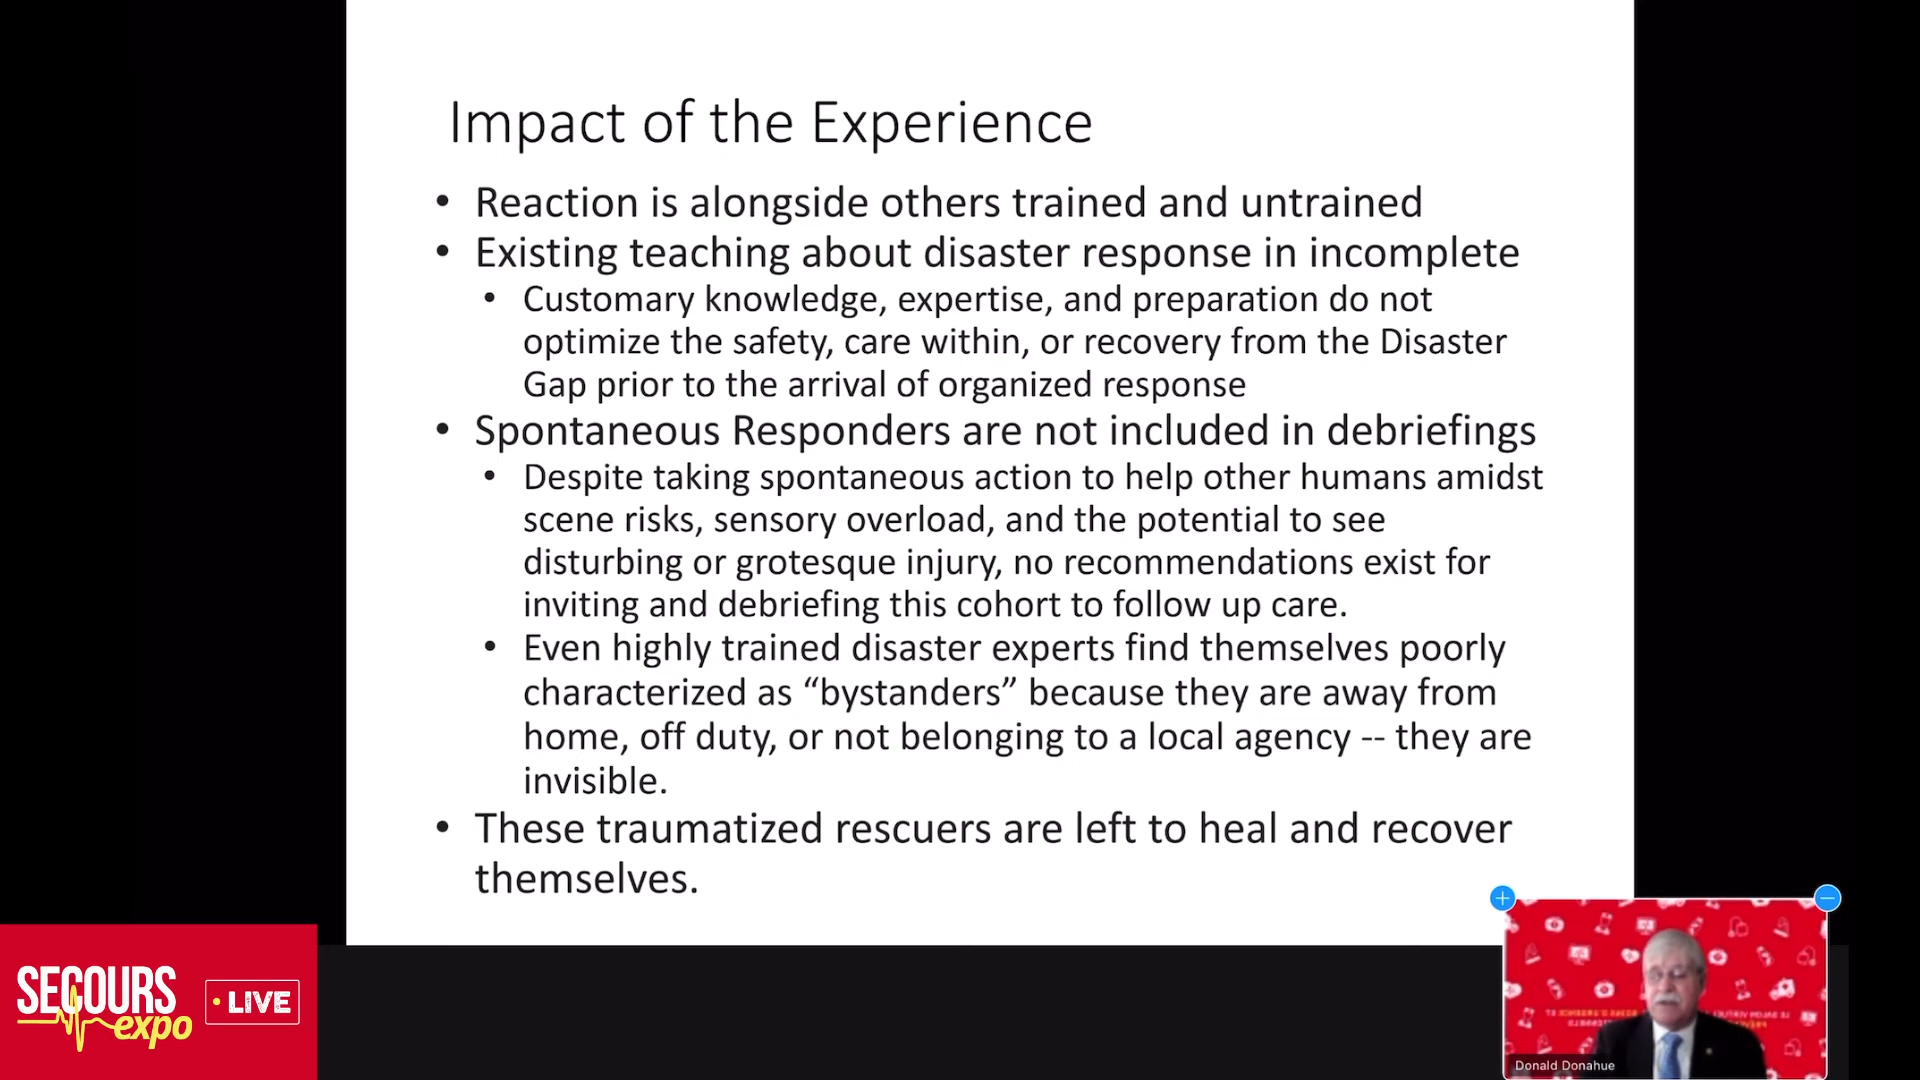 Impact of the Experience
• Reaction is alongside others trained and untrained
• Existing teaching about disaster response in incomplete
• Customary knowledge, expertise, and preparation do not
optimize the safety, care within, or recovery from the Disaster
Gap prior to the arrival of organized response
• Spontaneous Responders are not included in debriefings
• Despite taking spontaneous action to help other humans amidst
scene risks, sensory overload, and the potential to see
disturbing or grotesque injury, no recommendations exist for
inviting and debriefing this cohort to follow up care.
• Even highly trained disaster experts find themselves poorly
characterized as “bystanders” because they are away from
home, off duty, or not belonging to a local agency -- they are
invisible.
• These traumatized rescuers are left to heal and recover
themselves.
SECOURS
expo
• LIVE
Donald Donahue